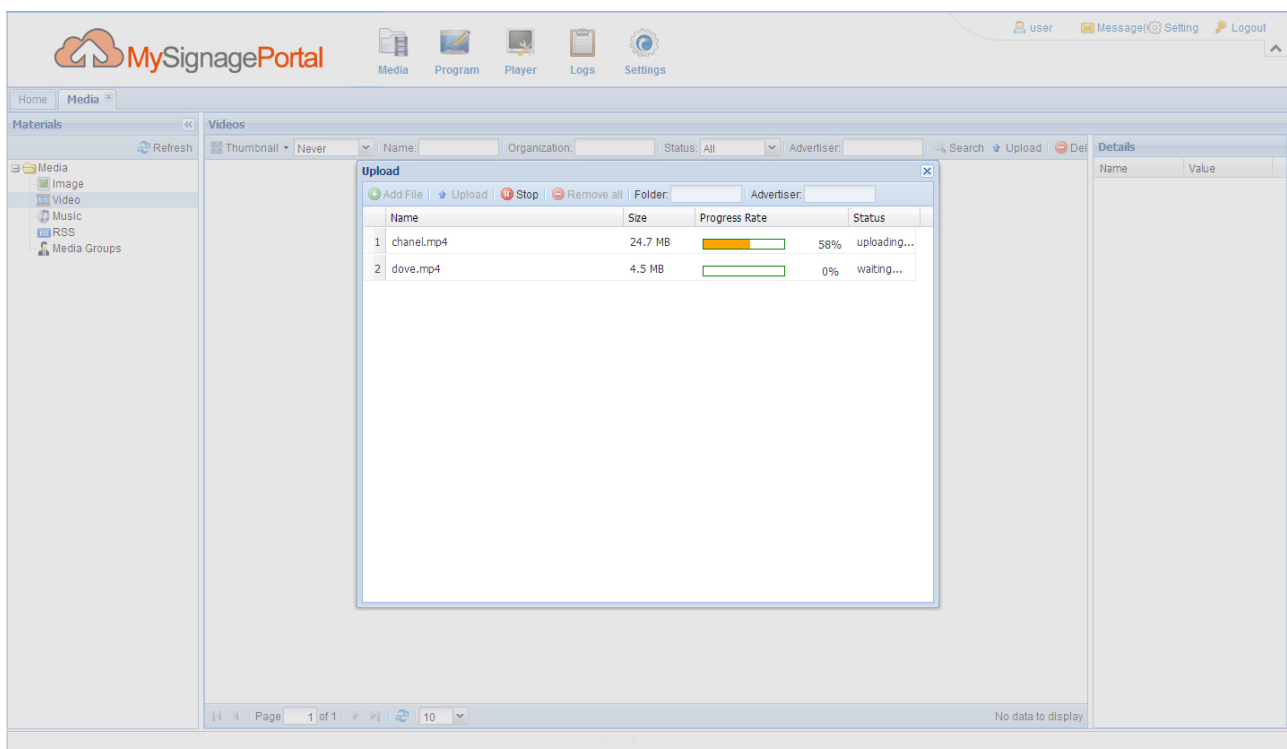 user Message( Setting Logout
MySignagePortal
Media Program Player Logs Settings
Home Media
Materials Videos
Refresh Thumbnail Never Name: Organization: Status: All Advertiser: Search Upload Del Details
Name Value
Media
Image
Video
Music
RSS
Media Groups
Upload
Add File Upload Stop Remove all Folder: Advertiser:
Name Size Progress Rate Status
1 chanel.mp4 24.7 MB 58% uploading...
2 dove.mp4 4.5 MB 0% waiting...
Page 1 of 1 10 No data to display